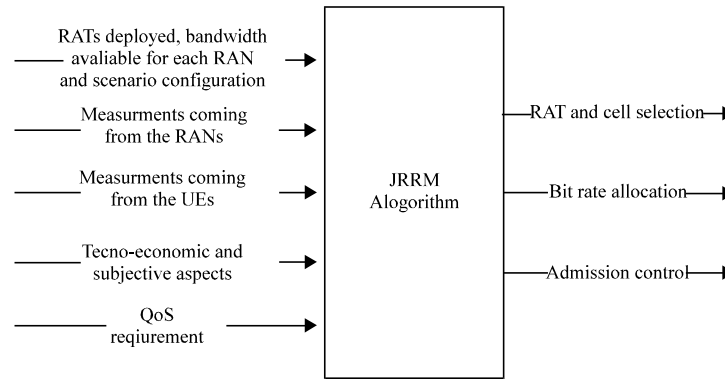 RATs deployed, bandwidth
avaliable for each RAN
and scenario configuration
Measurments coming
from the RANs
Measurments coming
from the UEs
Tecno-economic and
subjective aspects
QoS
reqiurement
JRRM
Alogorithm
RAT and cell selection
Bit rate allocation
Admission control